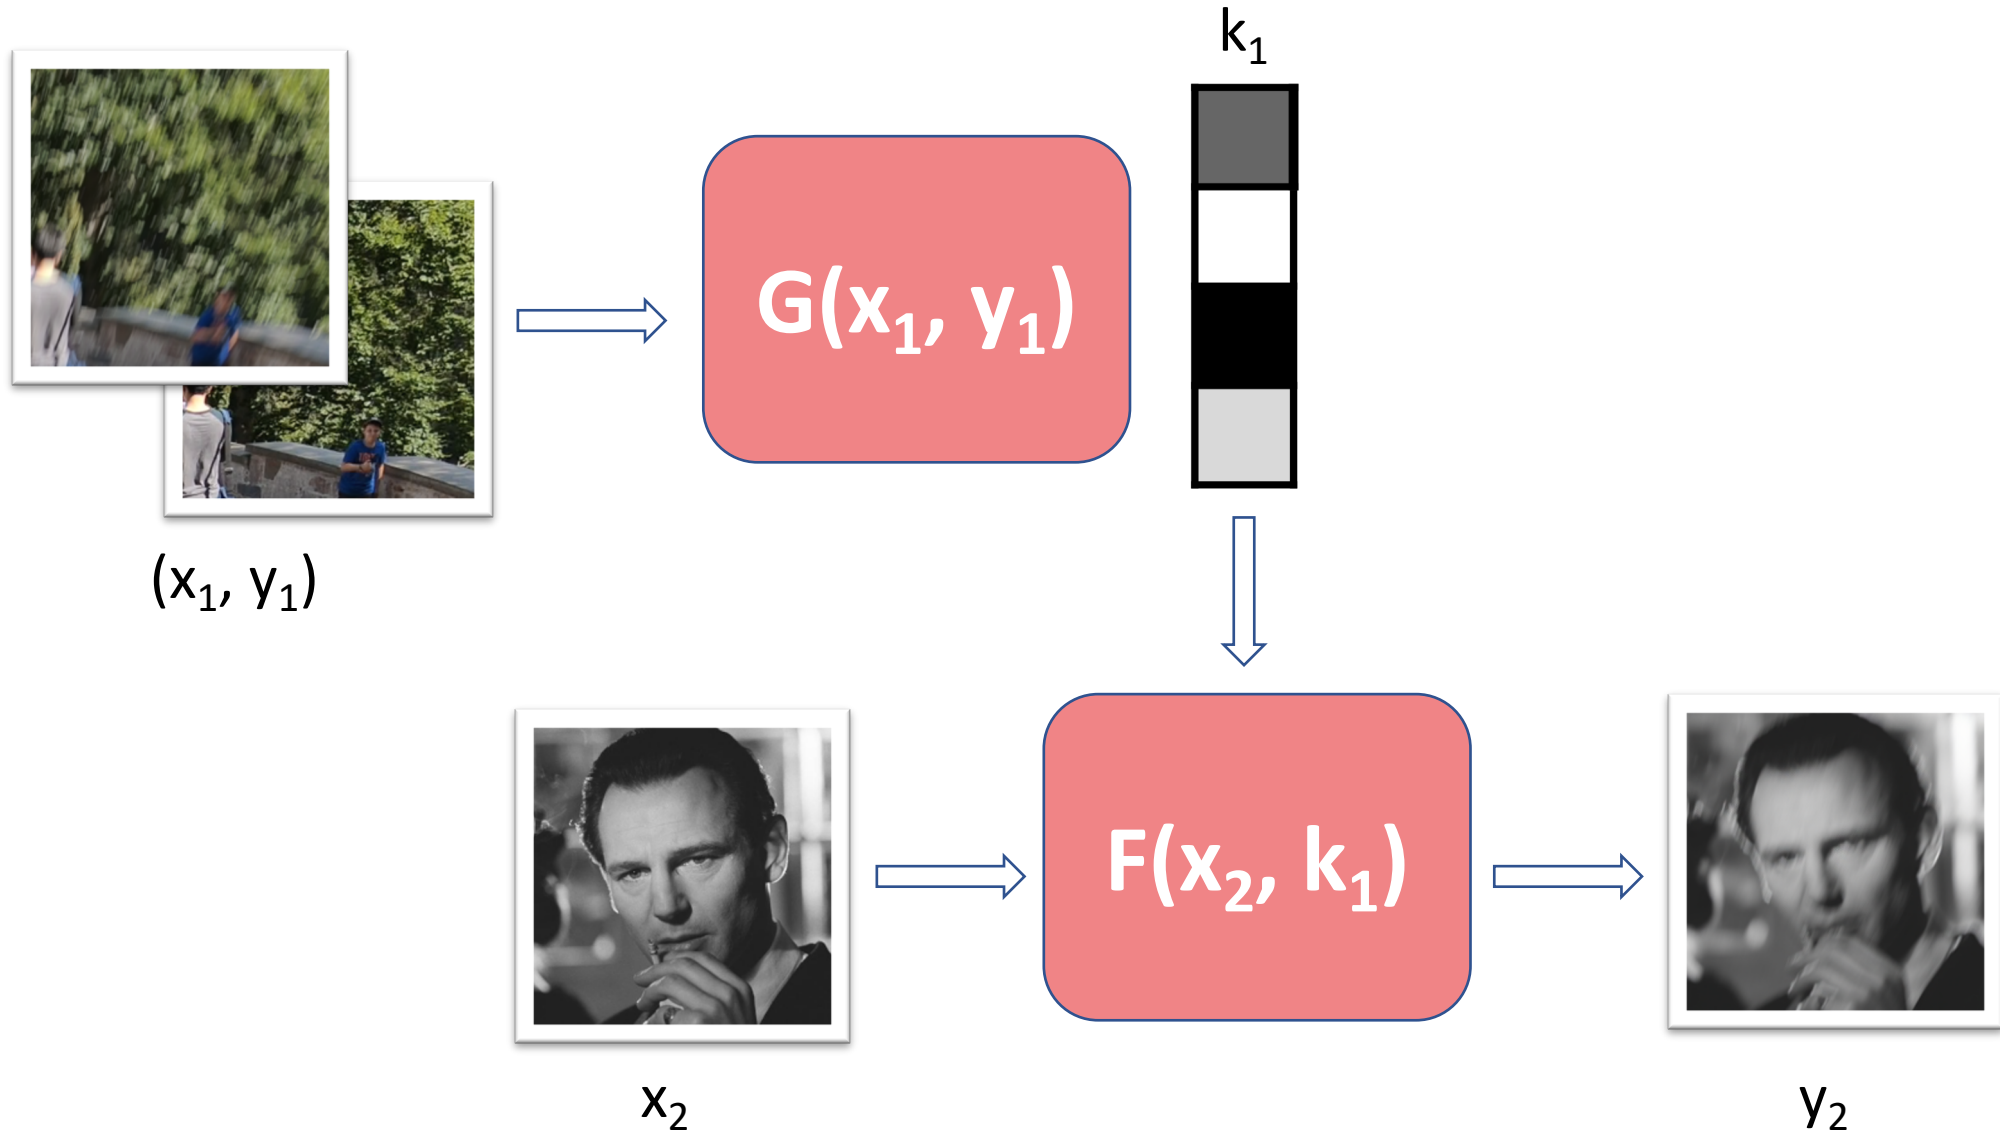 k₁
G(x₁, y₁)
(x₁, y₁)
F(x₂, k₁)
x₂
y₂